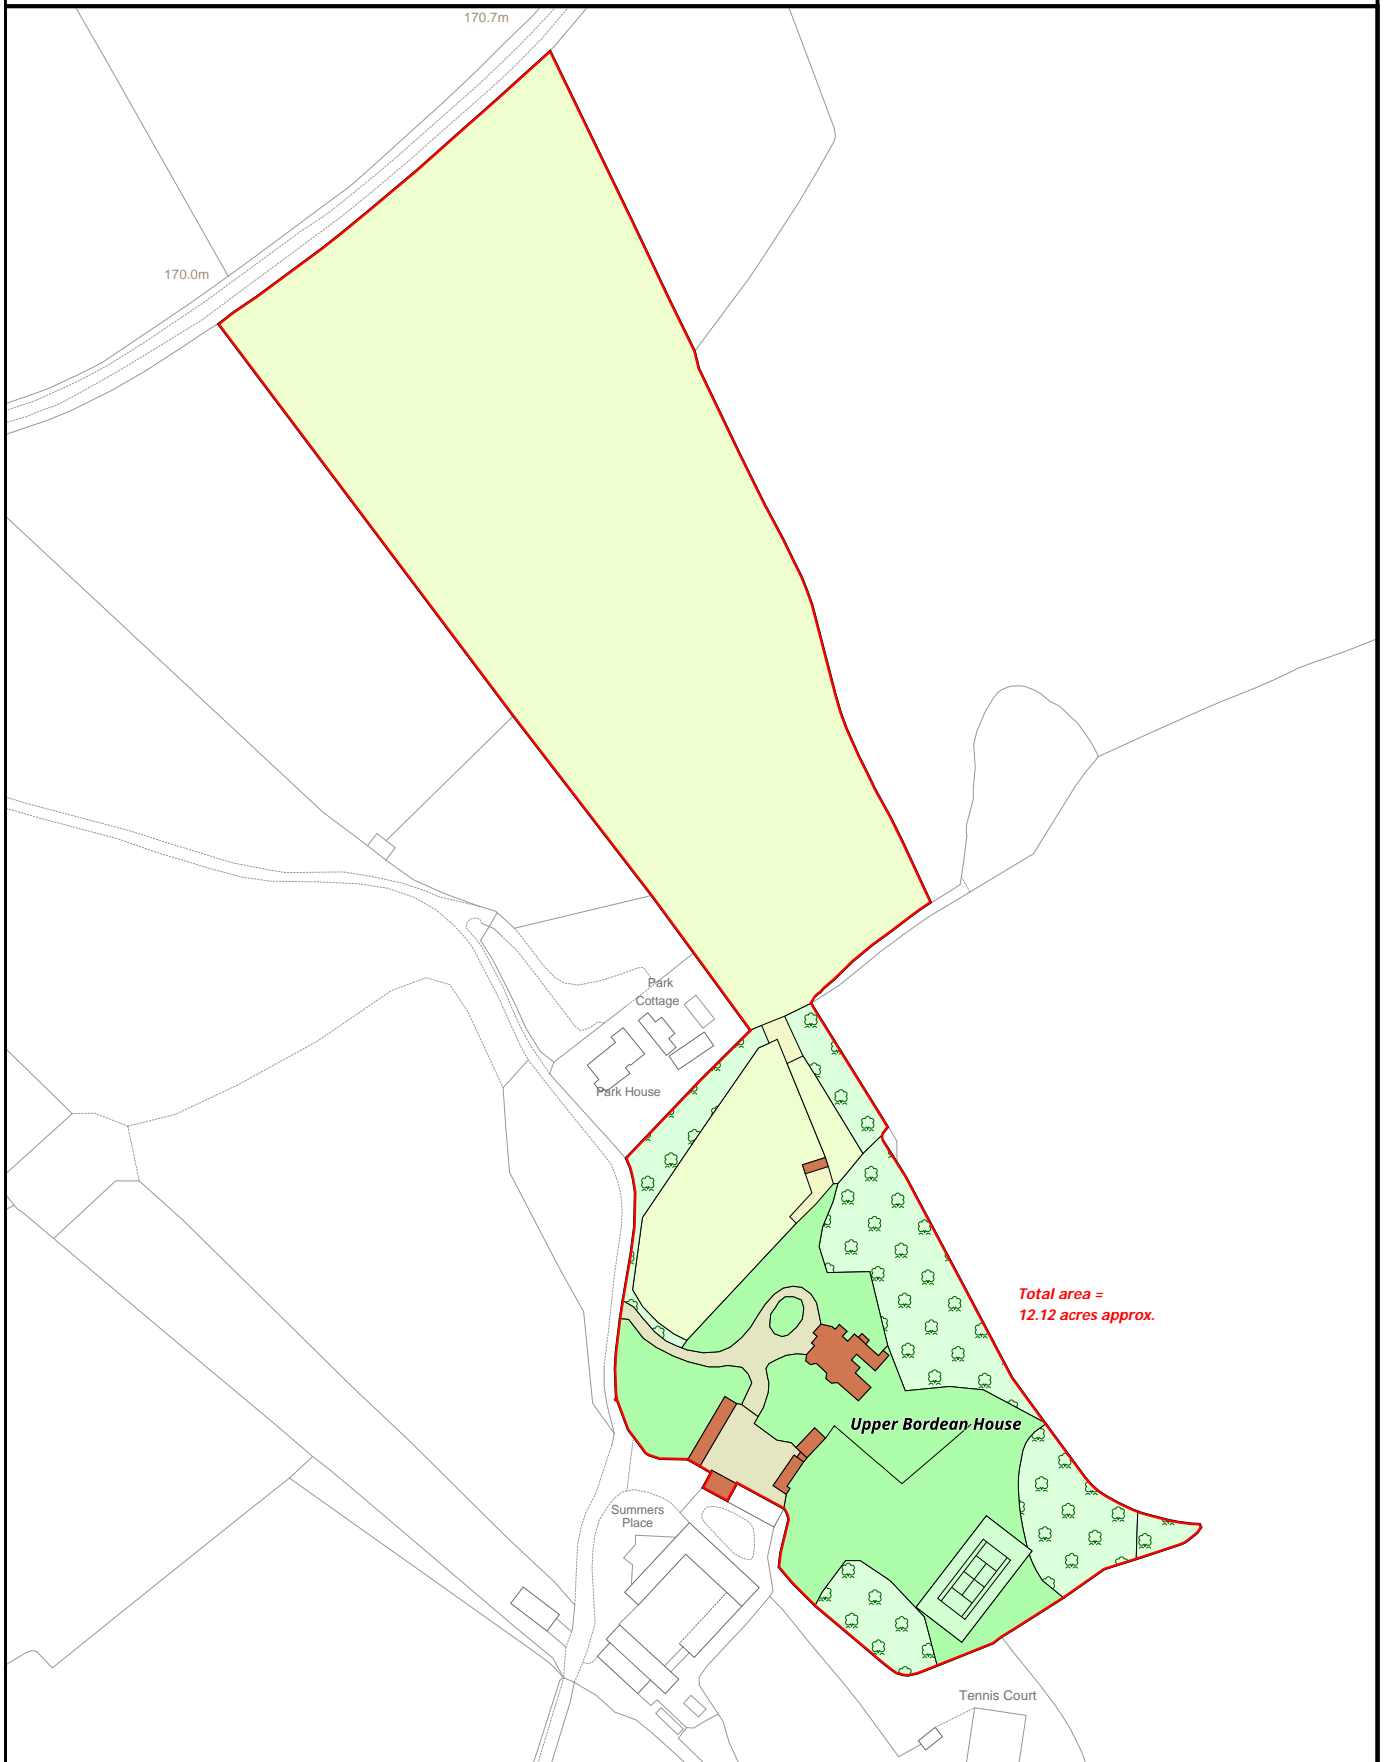 170.7m
170.0m
Park
Cottage
Park House
Total area =
12.12 acres approx.
Upper Bordean House
Summers
Place
Tennis Court